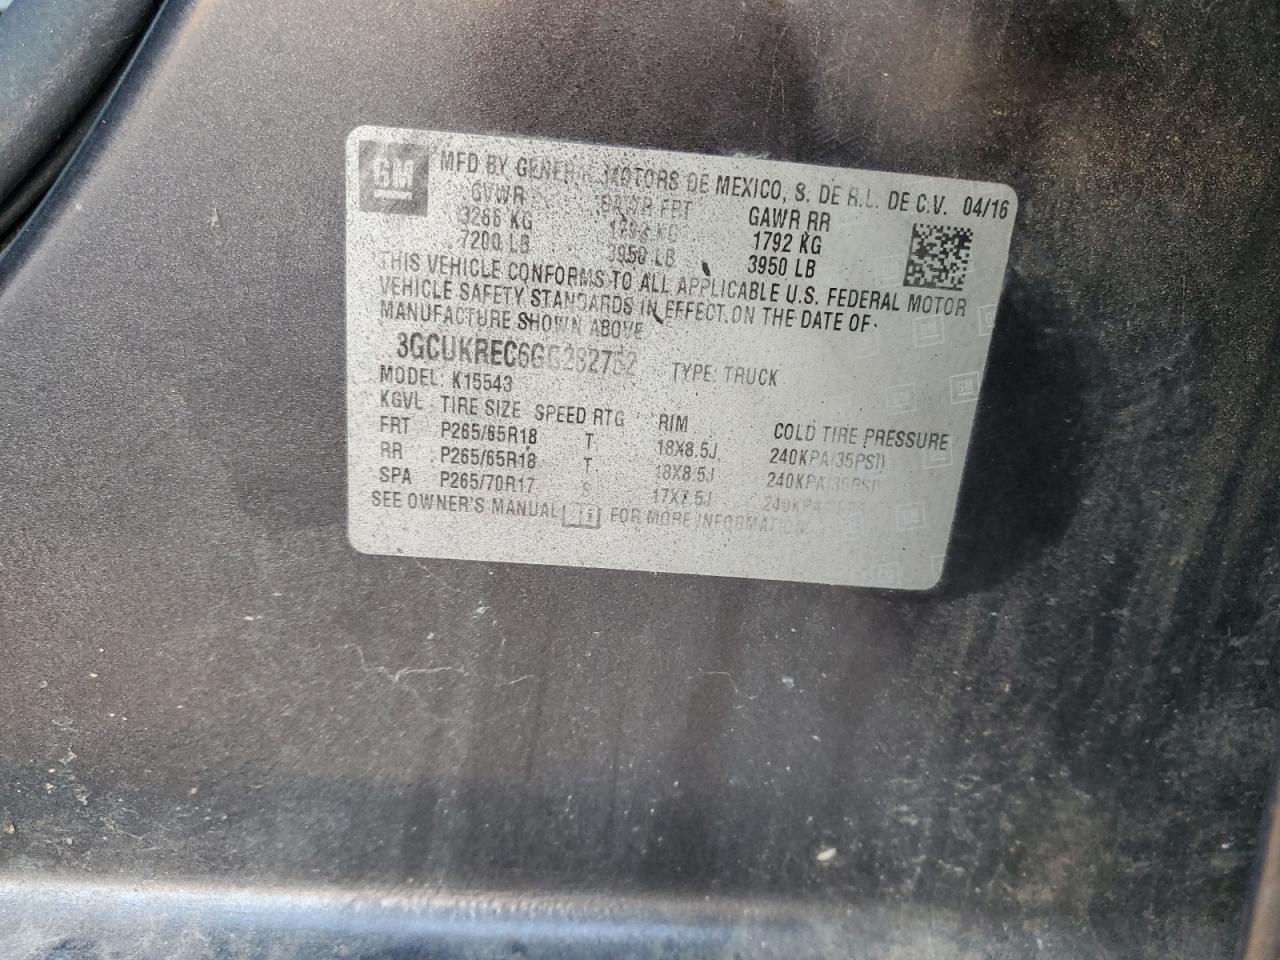 GM MFD BY GENERAL MOTORS DE MEXICO, S. DE R.L. DE C.V. 04/16
GVWR GAWR FRT GAWR RR
3266 KG 1792 KG 1792 KG
7200 LB 3950 LB 3950 LB
THIS VEHICLE CONFORMS TO ALL APPLICABLE U.S. FEDERAL MOTOR
VEHICLE SAFETY STANDARDS IN EFFECT ON THE DATE OF
MANUFACTURE SHOWN ABOVE
TYPE: TRUCK
MODEL: K15543
KGVL TIRE SIZE SPEED RTG RIM COLD TIRE PRESSURE
FRT P265/65R18 T 18X8.5J 240KPA(35PSI)
RR P265/65R18 T 18X8.5J 240KPA(35PSI)
SPA P265/70R17 S 17X7.5J
SEE OWNER'S MANUAL FOR MORE INFORMATION